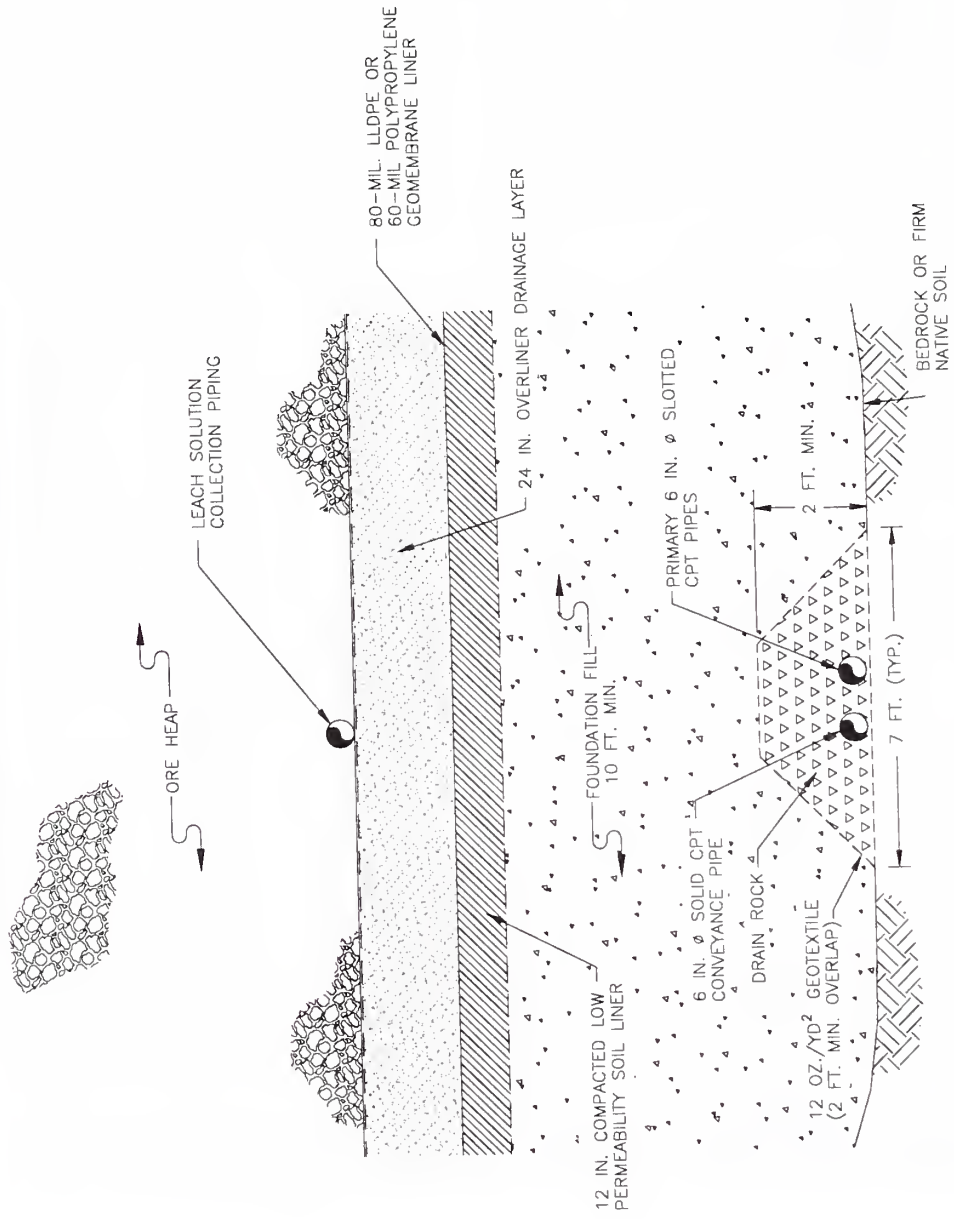 ORE HEAP
LEACH SOLUTION
COLLECTION PIPING
80-MIL. LLDPE OR
60-MIL POLYPROPYLENE
GEOMEMBRANE LINER
24 IN. OVERLINER DRAINAGE LAYER
12 IN. COMPACTED LOW
PERMEABILITY SOIL LINER
FOUNDATION FILL
10 FT. MIN.
6 IN. ø SOLID CPT
CONVEYANCE PIPE
PRIMARY 6 IN. ø SLOTTED
CPT PIPES
DRAIN ROCK
2 FT. MIN.
12 OZ./YD² GEOTEXTILE
(2 FT. MIN. OVERLAP)
7 FT. (TYP.)
BEDROCK OR FIRM
NATIVE SOIL